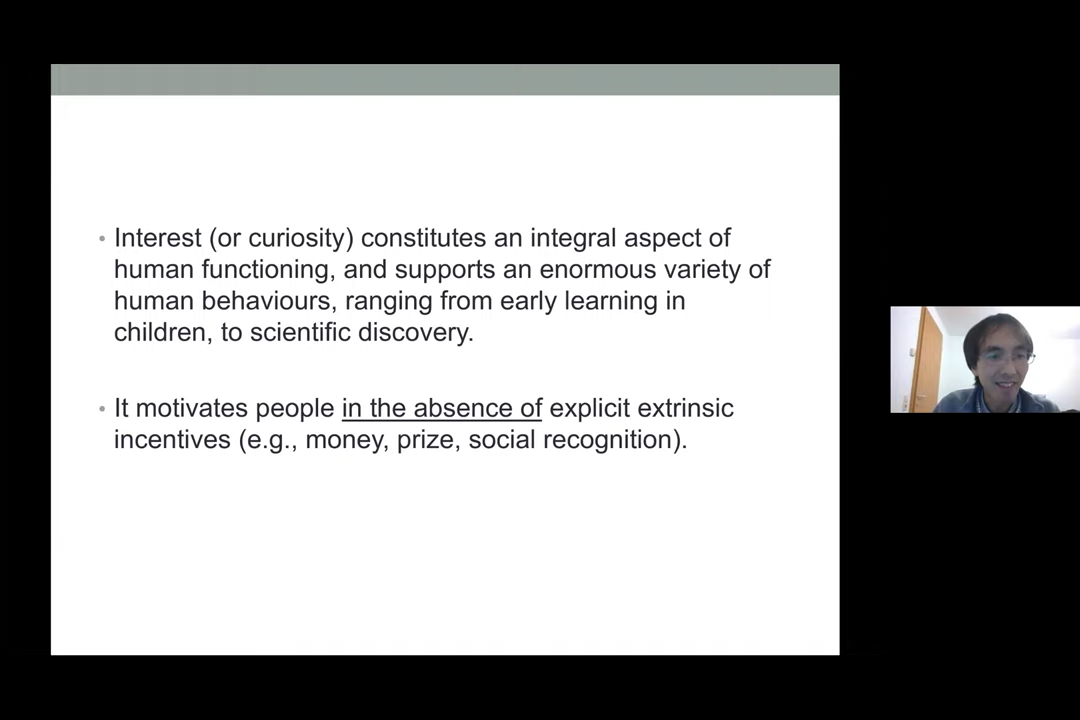 • Interest (or curiosity) constitutes an integral aspect of
human functioning, and supports an enormous variety of
human behaviours, ranging from early learning in
children, to scientific discovery.
• It motivates people in the absence of explicit extrinsic
incentives (e.g., money, prize, social recognition).